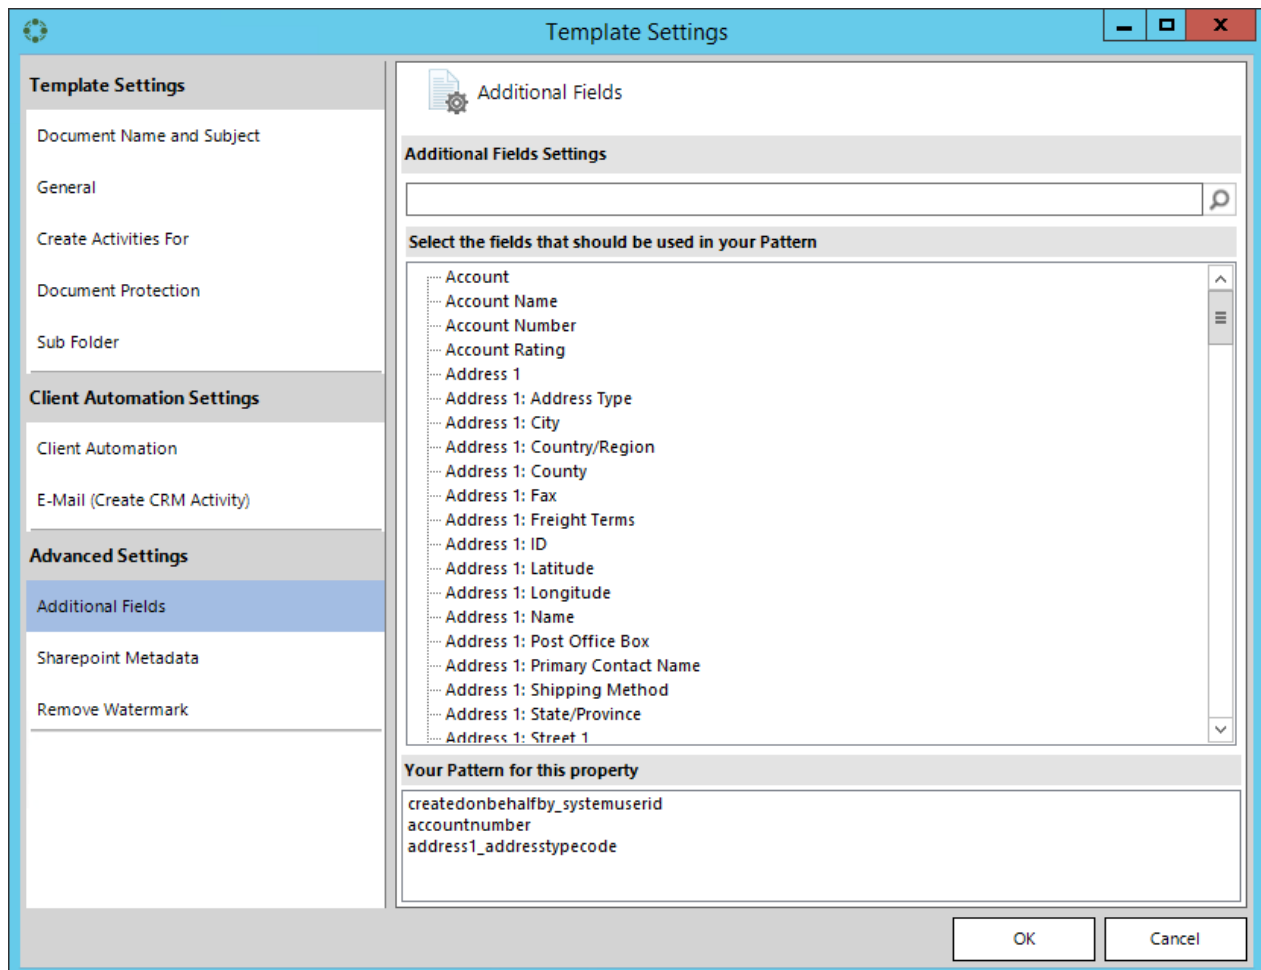 Template Settings
Template Settings
Document Name and Subject
General
Create Activities For
Document Protection
Sub Folder
Client Automation Settings
Client Automation
E-Mail (Create CRM Activity)
Advanced Settings
Additional Fields
Sharepoint Metadata
Remove Watermark
Additional Fields
Additional Fields Settings
Select the fields that should be used in your Pattern
Account
Account Name
Account Number
Account Rating
Address 1
Address 1: Address Type
Address 1: City
Address 1: Country/Region
Address 1: County
Address 1: Fax
Address 1: Freight Terms
Address 1: ID
Address 1: Latitude
Address 1: Longitude
Address 1: Name
Address 1: Post Office Box
Address 1: Primary Contact Name
Address 1: Shipping Method
Address 1: State/Province
Address 1: Street 1
Your Pattern for this property
createdonbehalfby_systemuserid
accountnumber
address1_addresstypecode
OK
Cancel